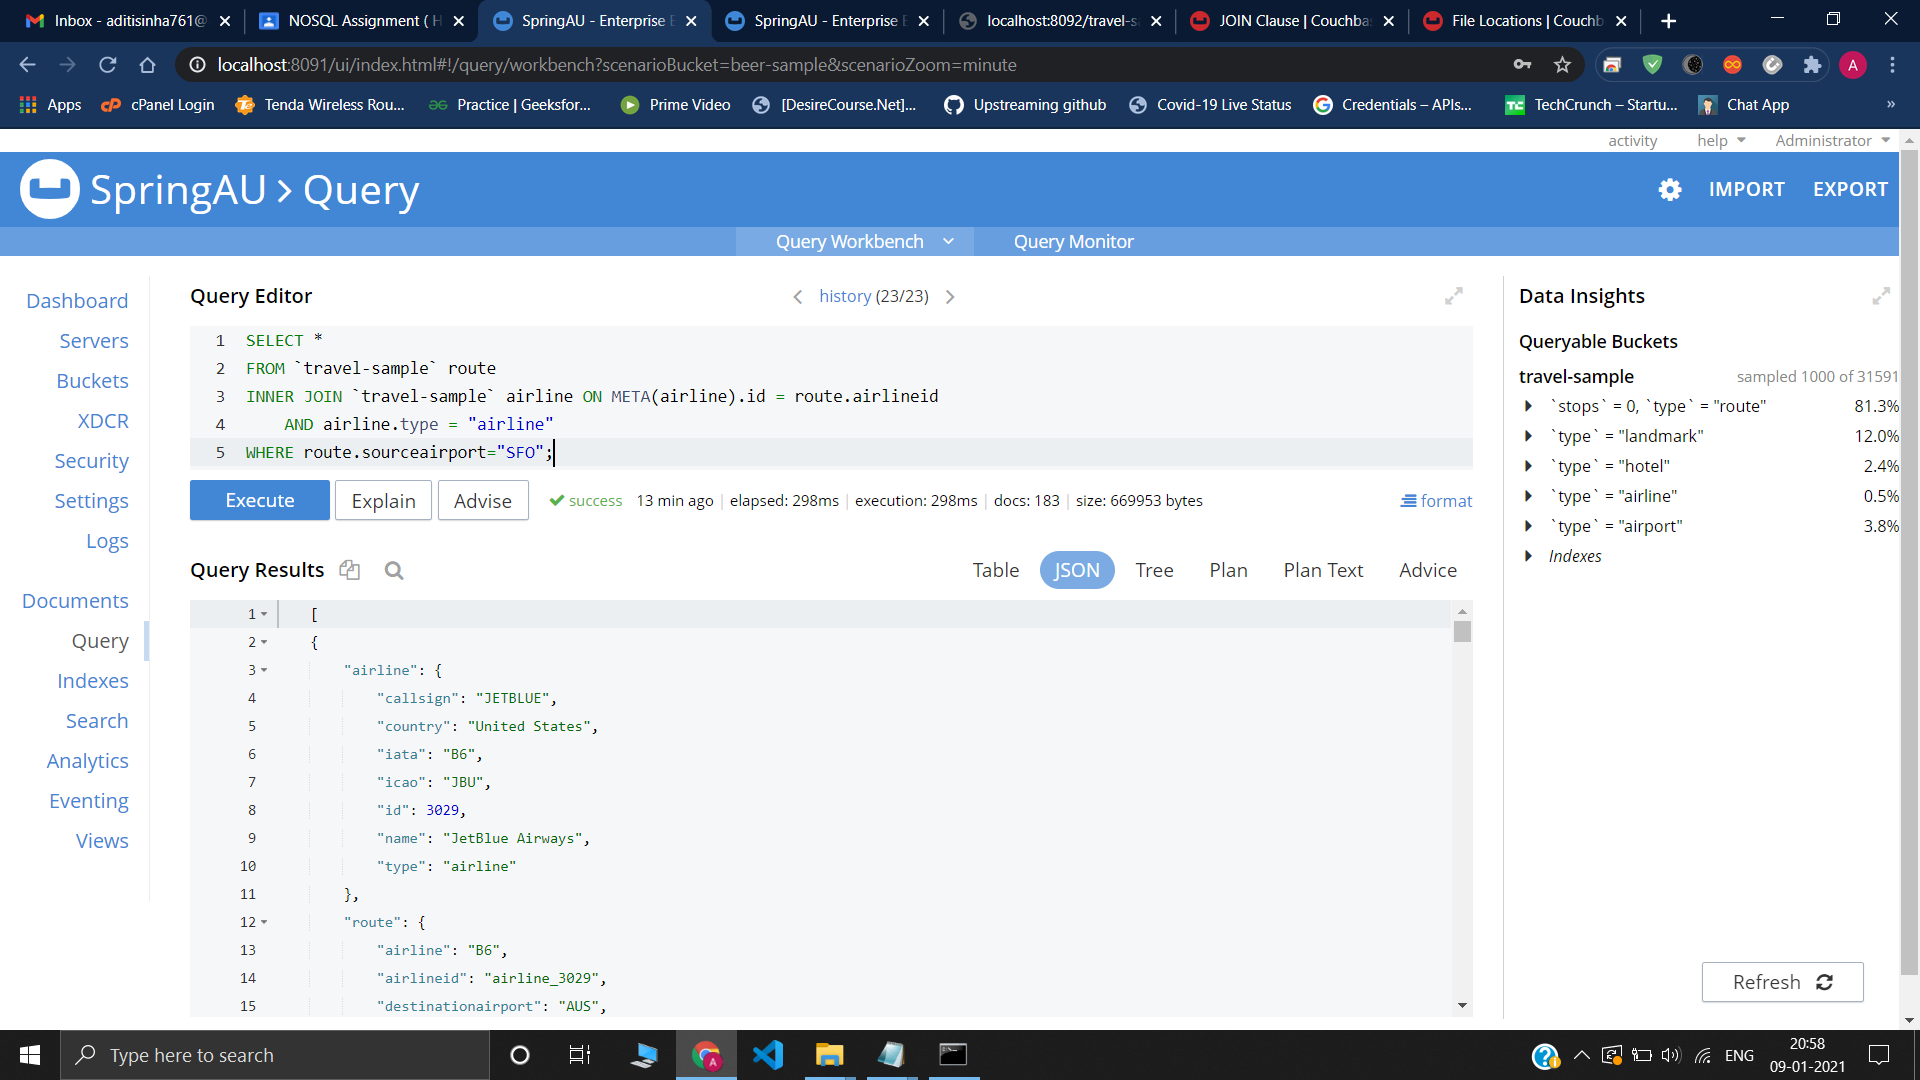 Inbox - aditisinha761@
NOSQL Assignment ( H
SpringAU - Enterprise E
SpringAU - Enterprise E
localhost:8092/travel-s
JOIN Clause | Couchba
File Locations | Couchb
localhost:8091/ui/index.html#!/query/workbench?scenarioBucket=beer-sample&scenarioZoom=minute
A
Apps
cPanel Login
Tenda Wireless Rou...
Practice | Geeksfor...
Prime Video
[DesireCourse.Net]...
Upstreaming github
Covid-19 Live Status
Credentials – APIs...
TechCrunch – Startu...
Chat App
»
activity
help
Administrator
SpringAU > Query
IMPORT
EXPORT
Query Workbench
Query Monitor
Dashboard
Servers
Buckets
XDCR
Security
Settings
Logs
Documents
Query
Indexes
Search
Analytics
Eventing
Views
Query Editor
history (23/23)
1 SELECT *
2 FROM `travel-sample` route
3 INNER JOIN `travel-sample` airline ON META(airline).id = route.airlineid
4 AND airline.type = "airline"
5 WHERE route.sourceairport="SFO";
Execute
Explain
Advise
success 13 min ago | elapsed: 298ms | execution: 298ms | docs: 183 | size: 669953 bytes
format
Query Results
Table
JSON
Tree
Plan
Plan Text
Advice
1 [
2 {
3 "airline": {
4 "callsign": "JETBLUE",
5 "country": "United States",
6 "iata": "B6",
7 "icao": "JBU",
8 "id": 3029,
9 "name": "JetBlue Airways",
10 "type": "airline"
11 },
12 "route": {
13 "airline": "B6",
14 "airlineid": "airline_3029",
15 "destinationairport": "AUS",
Data Insights
Queryable Buckets
travel-sample sampled 1000 of 31591
`stops` = 0, `type` = "route" 81.3%
`type` = "landmark" 12.0%
`type` = "hotel" 2.4%
`type` = "airline" 0.5%
`type` = "airport" 3.8%
Indexes
Refresh
Type here to search
A
ENG
20:58
09-01-2021